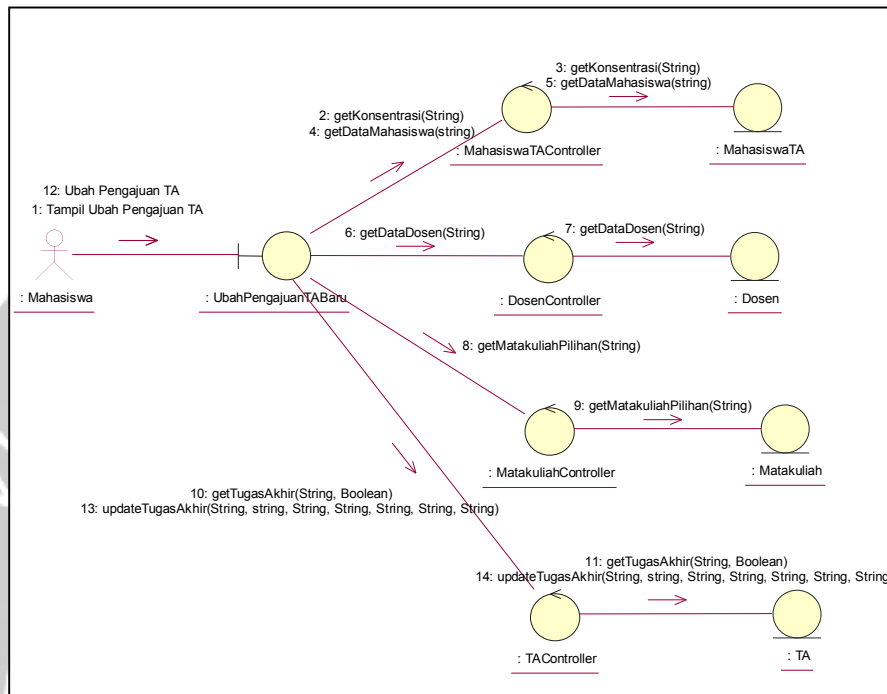 3: getKonsentrasi(String)
5: getDataMahasiswa(string)
2: getKonsentrasi(String)
4: getDataMahasiswa(string)
: MahasiswaTAController
: MahasiswaTA
12: Ubah Pengajuan TA
1: Tampil Ubah Pengajuan TA
6: getDataDosen(String)
7: getDataDosen(String)
: Mahasiswa
: UbahPengajuanTABaru
: DosenController
: Dosen
8: getMatakuliahPilihan(String)
9: getMatakuliahPilihan(String)
: MatakuliahController
: Matakuliah
10: getTugasAkhir(String, Boolean)
13: updateTugasAkhir(String, string, String, String, String, String, String)
11: getTugasAkhir(String, Boolean)
14: updateTugasAkhir(String, string, String, String, String, String, String
: TAController
: TA